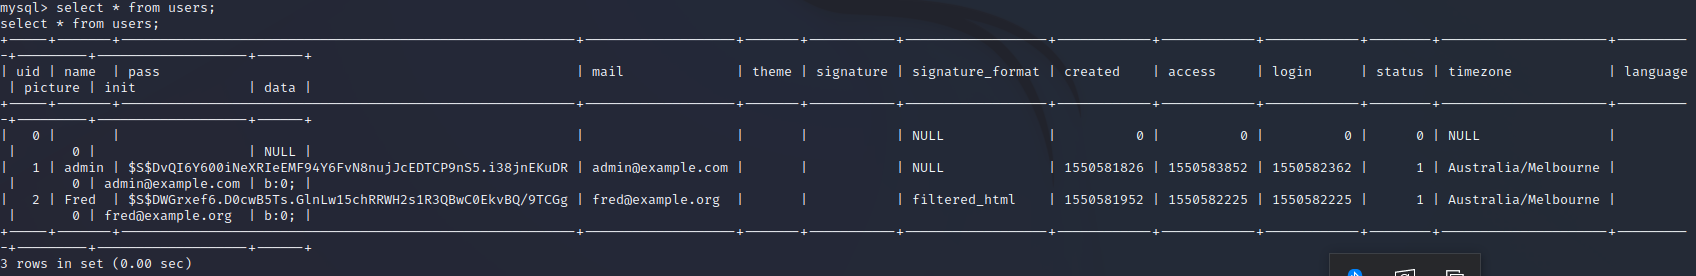 mysql> select * from users;
select * from users;
+-----+-------+---------------------------------------------------------+-------------------+-------+-----------+------------------+------------+------------+------------+--------+---------------------+---------
-+---------+-------------------+------+
| uid | name  | pass                                                    | mail              | theme | signature | signature_format | created    | access     | login      | status | timezone            | language
 | picture | init              | data |
+-----+-------+---------------------------------------------------------+-------------------+-------+-----------+------------------+------------+------------+------------+--------+---------------------+---------
-+---------+-------------------+------+
|   0 |       |                                                         |                   |       |           | NULL             |          0 |          0 |          0 |      0 | NULL                |
 |       0 |                   | NULL |
|   1 | admin | $S$DvQI6Y600iNeXRIeEMF94Y6FvN8nujJcEDTCP9nS5.i38jnEKuDR | admin@example.com |       |           | NULL             | 1550581826 | 1550583852 | 1550582362 |      1 | Australia/Melbourne |
 |       0 | admin@example.com | b:0; |
|   2 | Fred  | $S$DWGrxef6.D0cwB5Ts.GlnLw15chRRWH2s1R3QBwC0EkvBQ/9TCGg | fred@example.org  |       |           | filtered_html    | 1550581952 | 1550582225 | 1550582225 |      1 | Australia/Melbourne |
 |       0 | fred@example.org  | b:0; |
+-----+-------+---------------------------------------------------------+-------------------+-------+-----------+------------------+------------+------------+------------+--------+---------------------+---------
-+---------+-------------------+------+
3 rows in set (0.00 sec)